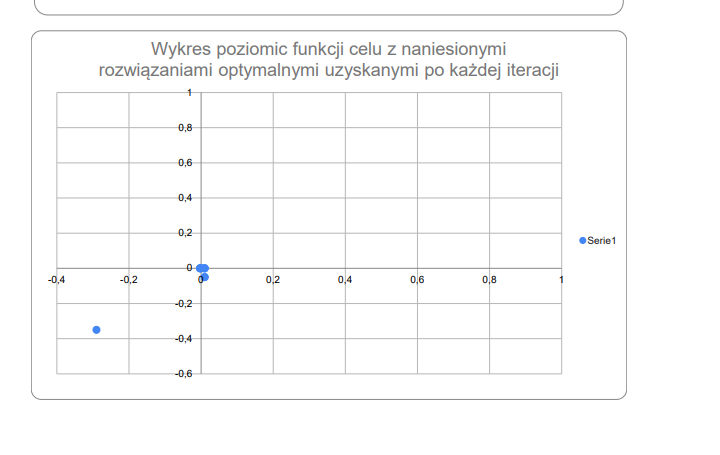 Wykres poziomic funkcji celu z naniesionymi
rozwiązaniami optymalnymi uzyskanymi po każdej iteracji
1
0,8
0,6
0,4
0,2
0
-0,4 -0,2 0 0,2 0,4 0,6 0,8 1
-0,2
-0,4
-0,6
Serie1